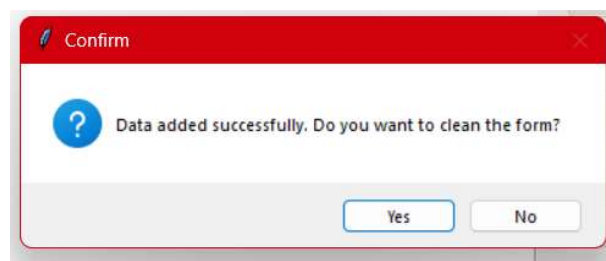 Confirm
Data added successfully. Do you want to clean the form?
Yes
No